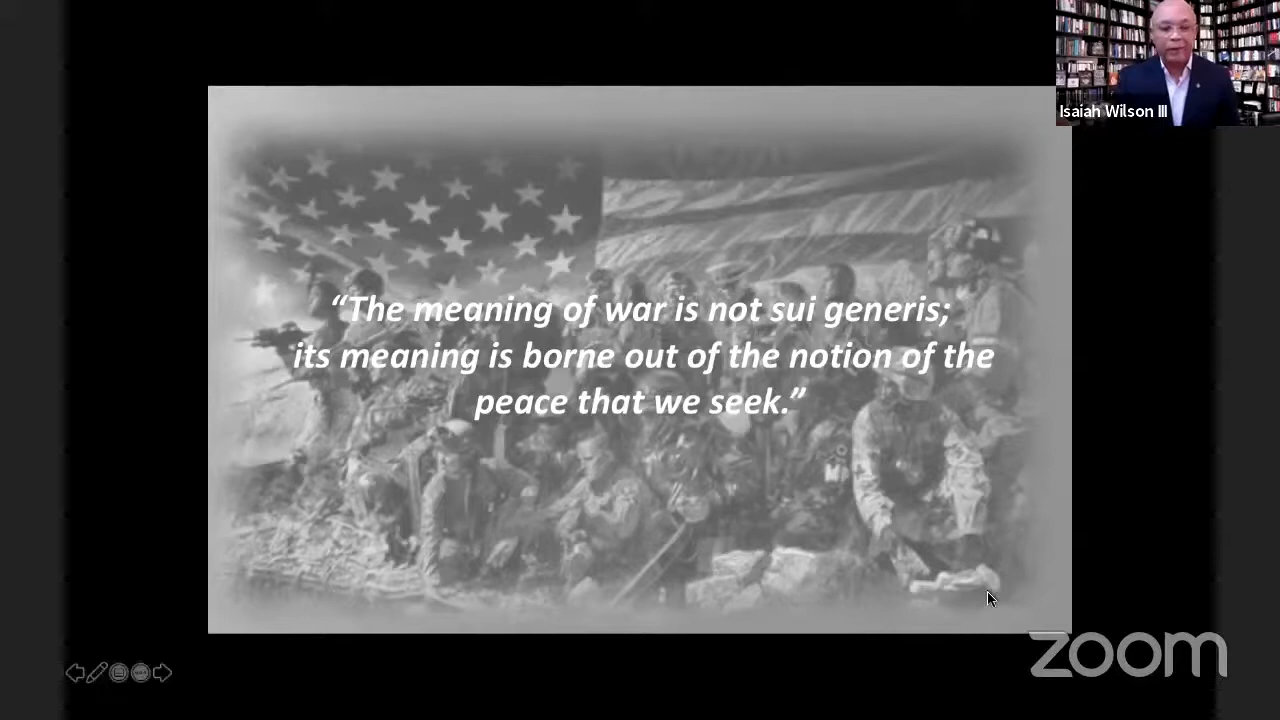 Isaiah Wilson III
“The meaning of war is not sui generis;
its meaning is borne out of the notion of the
peace that we seek.”
zoom